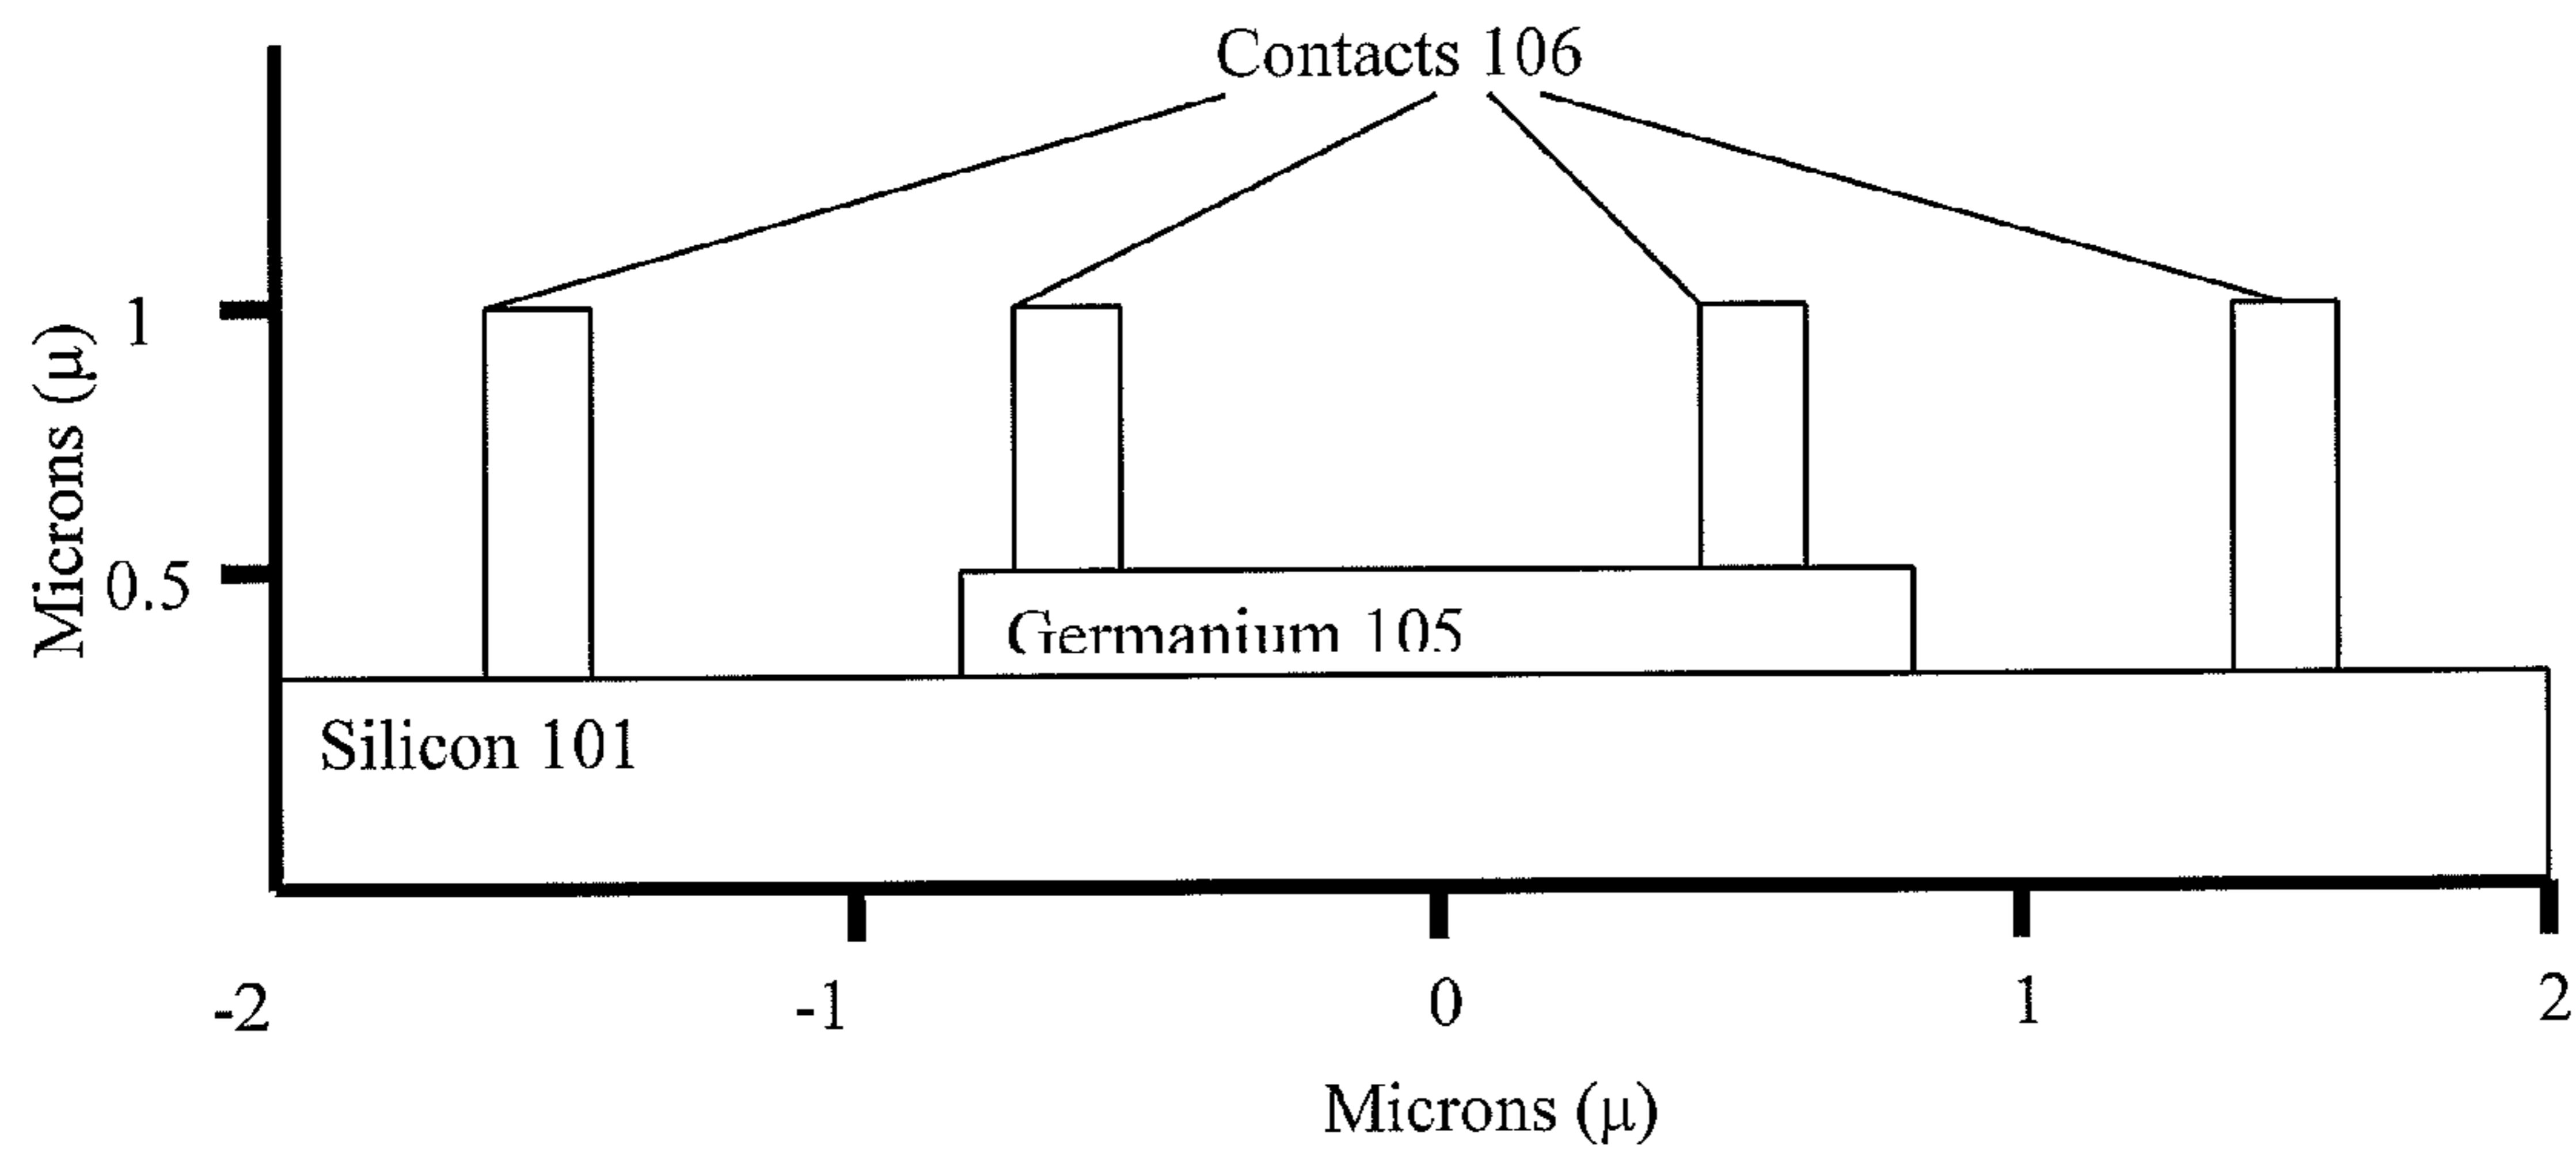 Contacts 106
Microns (μ)
1
0.5
Germanium 105
Silicon 101
-2
-1
0
1
2
Microns (μ)